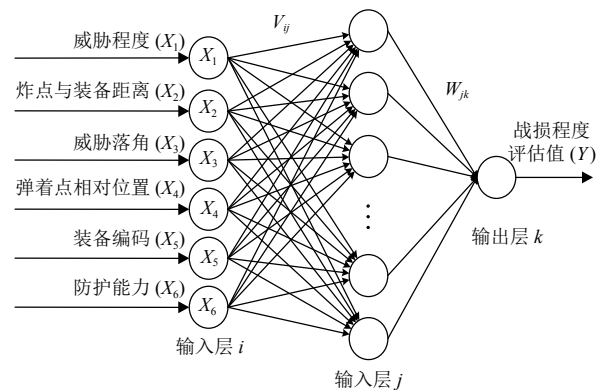 威胁程度 (X₁)
炸点与装备距离 (X₂)
威胁落角 (X₃)
弹着点相对位置 (X₄)
装备编码 (X₅)
防护能力 (X₆)
X₁
X₂
X₃
X₄
X₅
X₆
输入层 i
Vᵢⱼ
⋮
输入层 j
Wⱼₖ
输出层 k
战损程度
评估值 (Y)